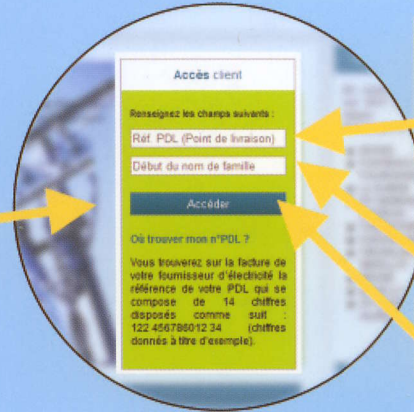 Accès client
Renseignez les champs suivants :
Réf. PDL (Point de livraison)
Début du nom de famille
Accéder
Où trouver mon n°PDL ?
Vous trouverez sur la facture de
votre fournisseur d'électricité la
référence de votre PDL qui se
compose de 14 chiffres
disposés comme suit :
122 456786012 34 (chiffres
donnés à titre d'exemple).